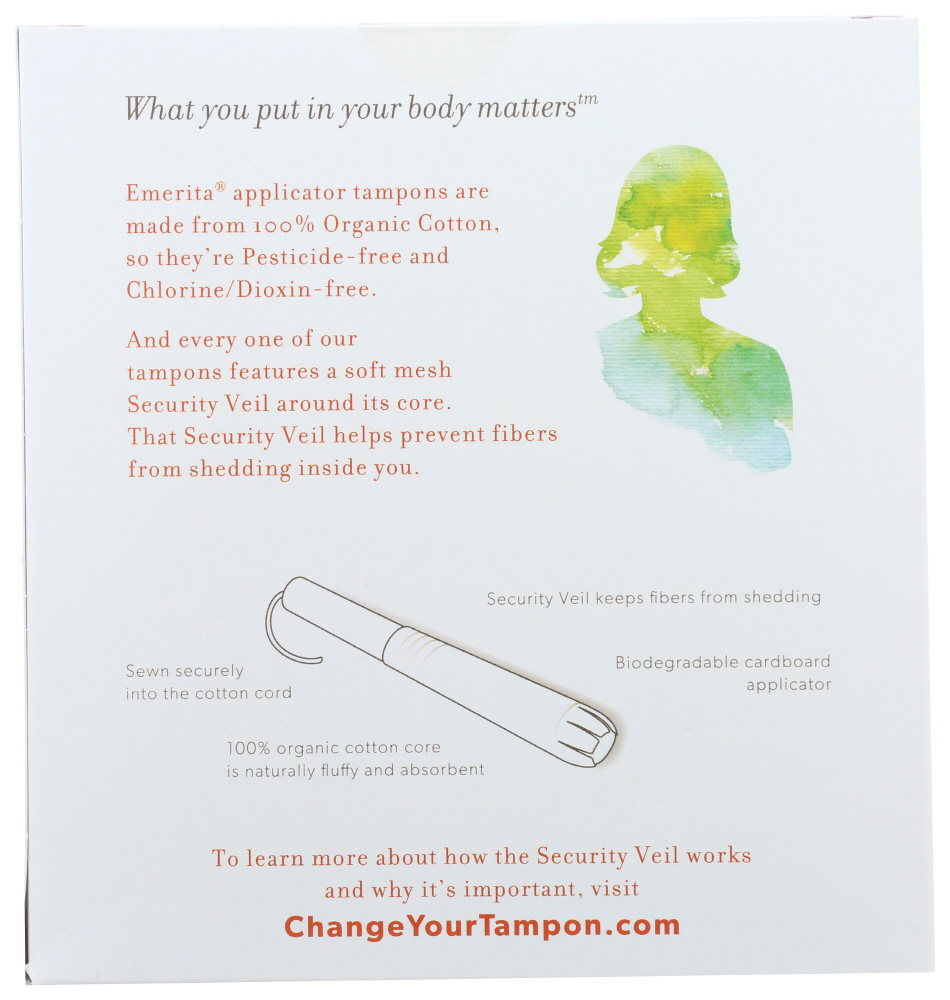 What you put in your body matters™
Emerita® applicator tampons are
made from 100% Organic Cotton,
so they're Pesticide-free and
Chlorine/Dioxin-free.
And every one of our
tampons features a soft mesh
Security Veil around its core.
That Security Veil helps prevent fibers
from shedding inside you.
Security Veil keeps fibers from shedding
Biodegradable cardboard
applicator
Sewn securely
into the cotton cord
100% organic cotton core
is naturally fluffy and absorbent
To learn more about how the Security Veil works
and why it's important, visit
ChangeYourTampon.com